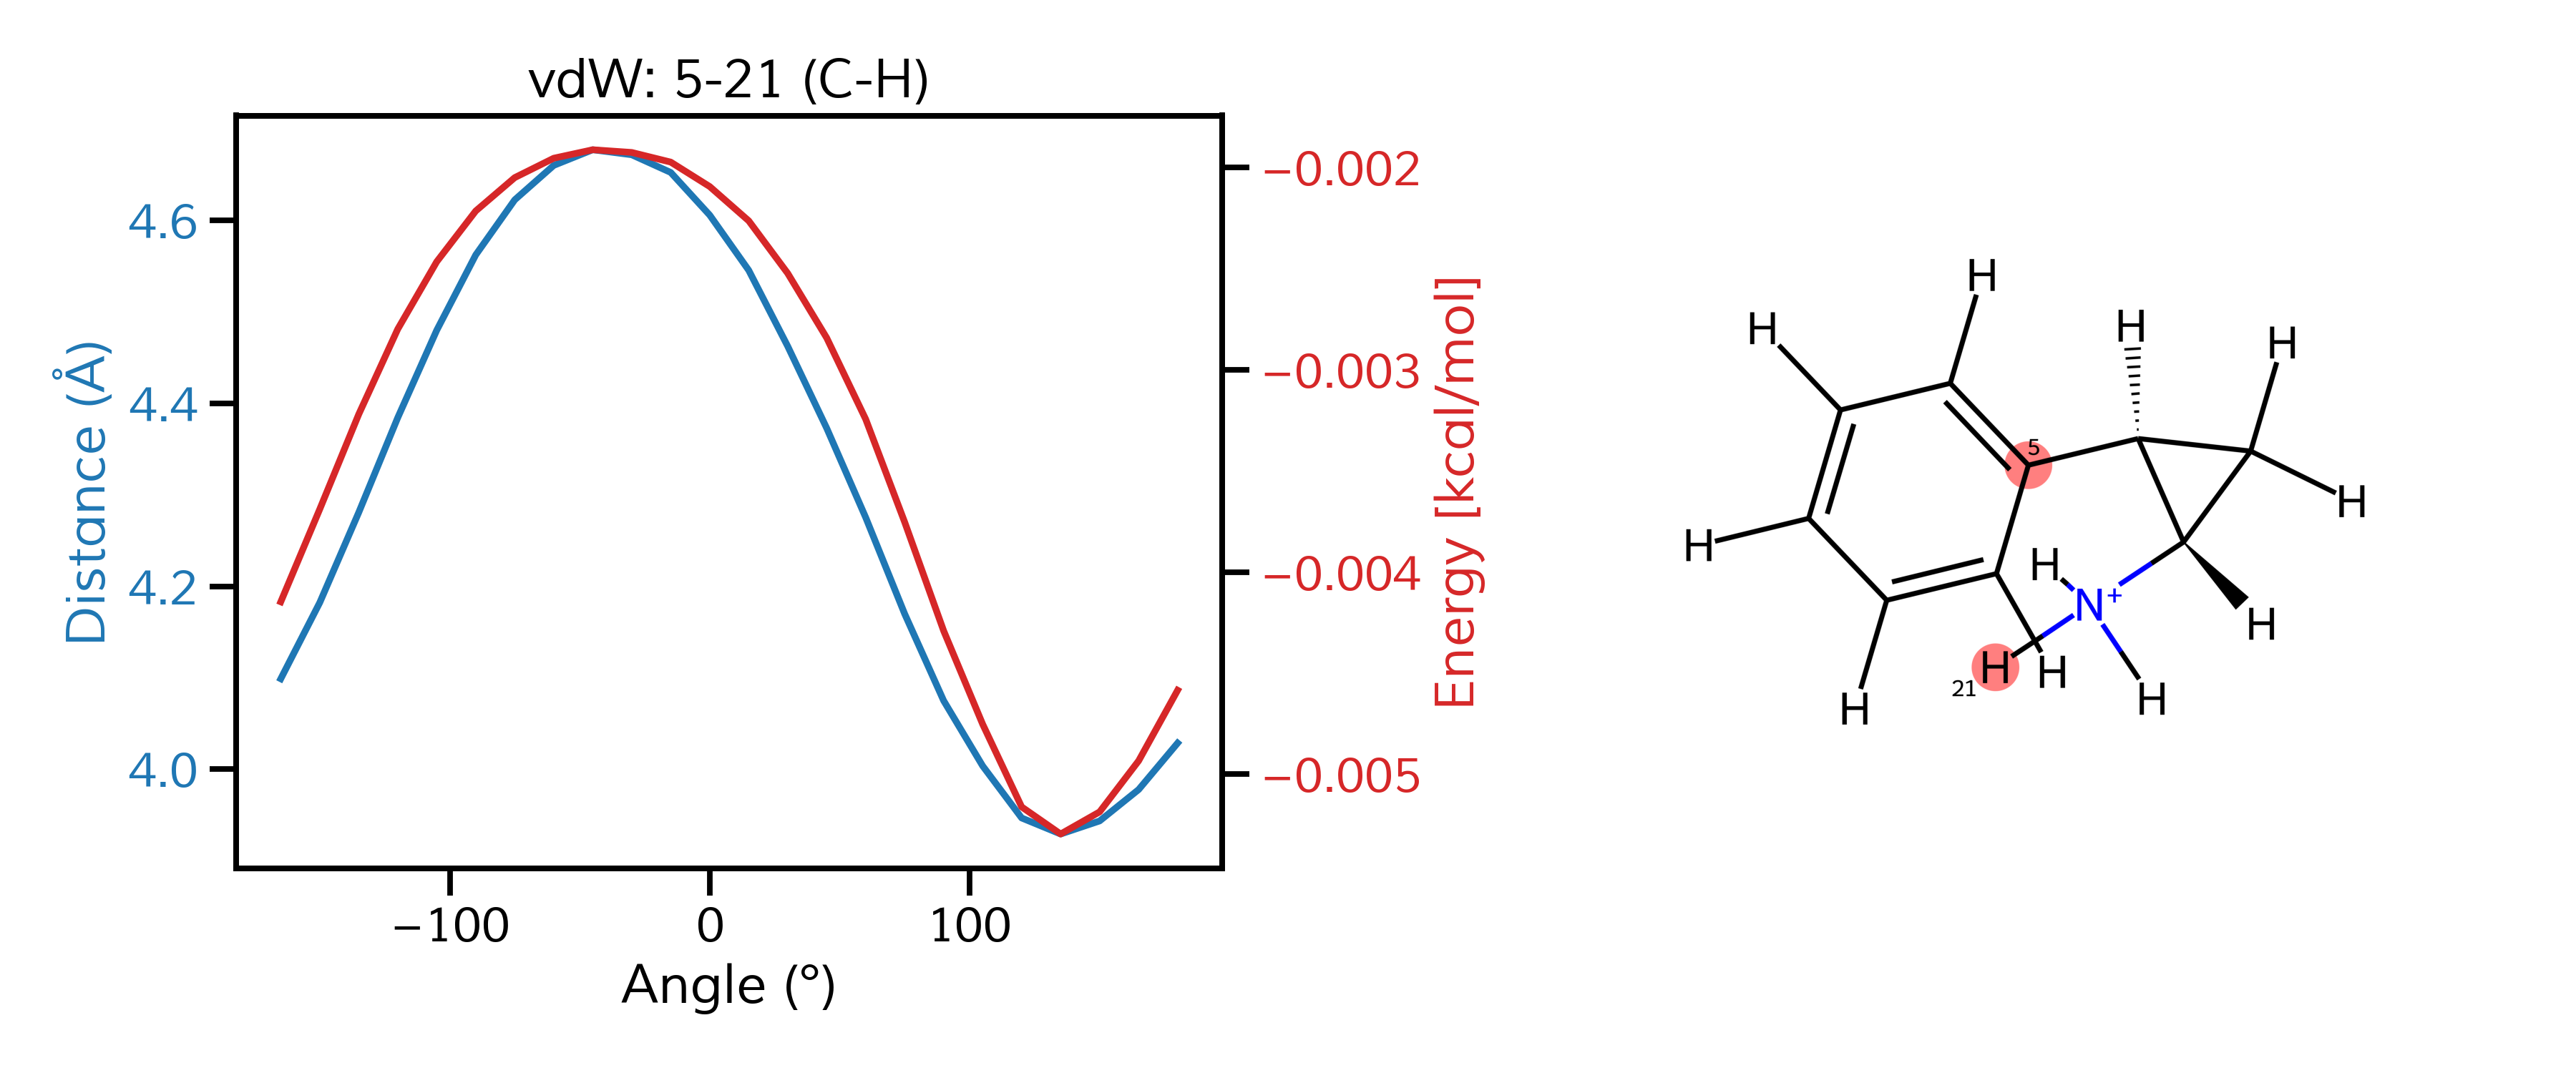 vdW: 5-21 (C-H)
Distance (Å)
4.6
4.4
4.2
4.0
−100
0
100
Angle (°)
−0.002
−0.003
−0.004
−0.005
Energy [kcal/mol]
H
H
H
H
H
5
H
H
H
N+
H
H
H
21
H
H
H